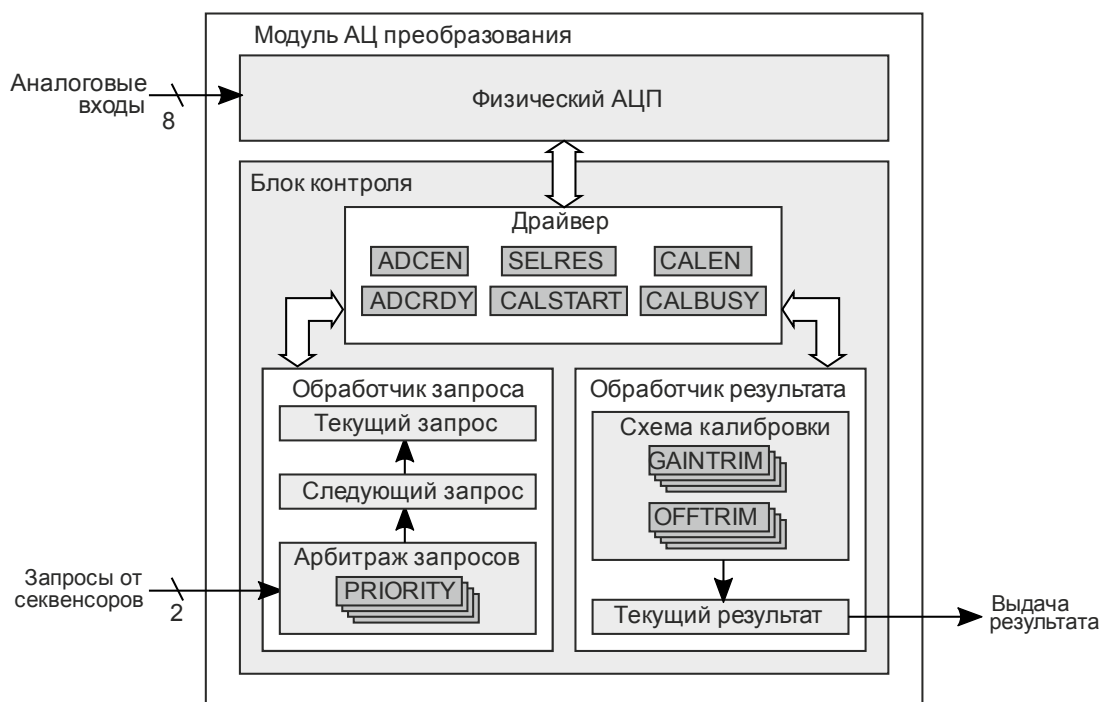 Модуль АЦ преобразования
Аналоговые
входы
8
Физический АЦП
Блок контроля
Драйвер
ADCEN
SELRES
CALEN
ADCRDY
CALSTART
CALBUSY
Обработчик запроса
Текущий запрос
Следующий запрос
Арбитраж запросов
PRIORITY
Запросы от
секвенсоров
2
Обработчик результата
Схема калибровки
GAINTRIM
OFFTRIM
Текущий результат
Выдача
результата